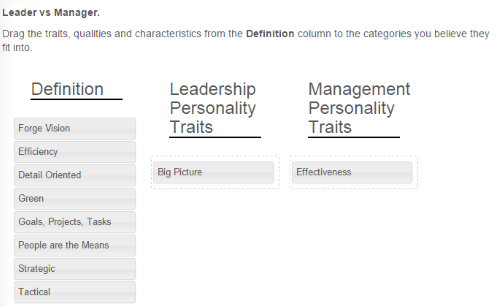 Leader vs Manager.
Drag the traits, qualities and characteristics from the Definition column to the categories you believe they
fit into.
Definition
Forge Vision
Efficiency
Detail Oriented
Green
Goals, Projects, Tasks
People are the Means
Strategic
Tactical
Leadership
Personality
Traits
Big Picture
Management
Personality
Traits
Effectiveness